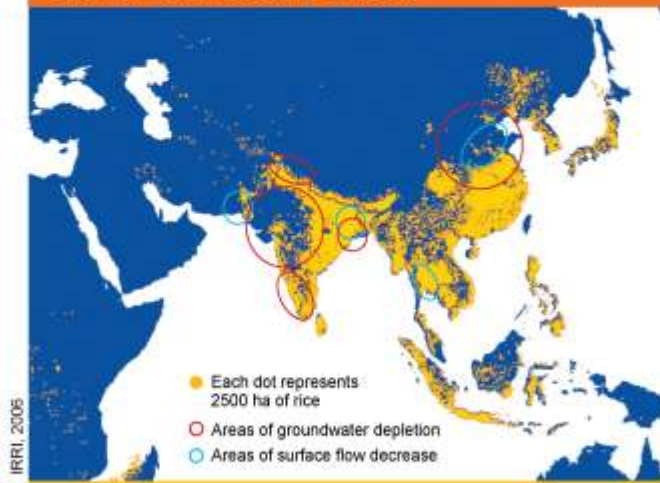 Each dot represents
2500 ha of rice
Areas of groundwater depletion
Areas of surface flow decrease
IRRI, 2006